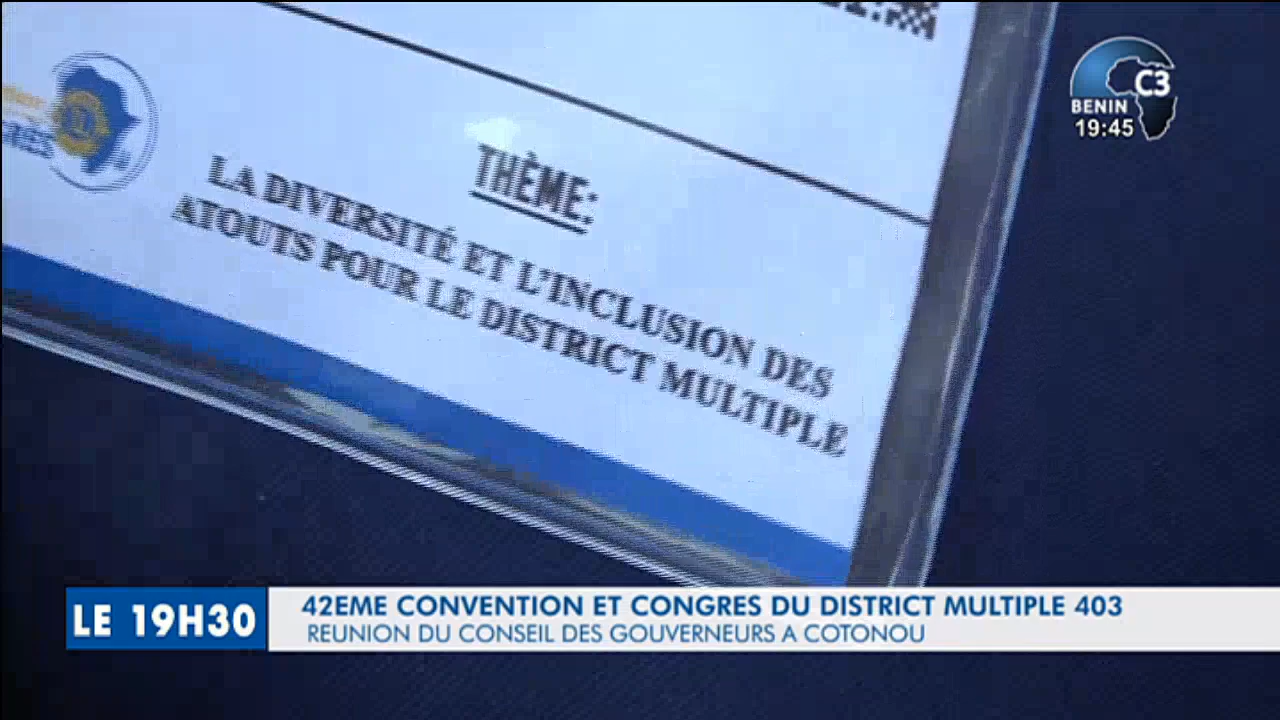 C3
BENIN
19:45
THÈME:
LA DIVERSITÉ ET L'INCLUSION DES
ATOUTS POUR LE DISTRICT MULTIPLE
LE 19H30
42EME CONVENTION ET CONGRES DU DISTRICT MULTIPLE 403
REUNION DU CONSEIL DES GOUVERNEURS A COTONOU